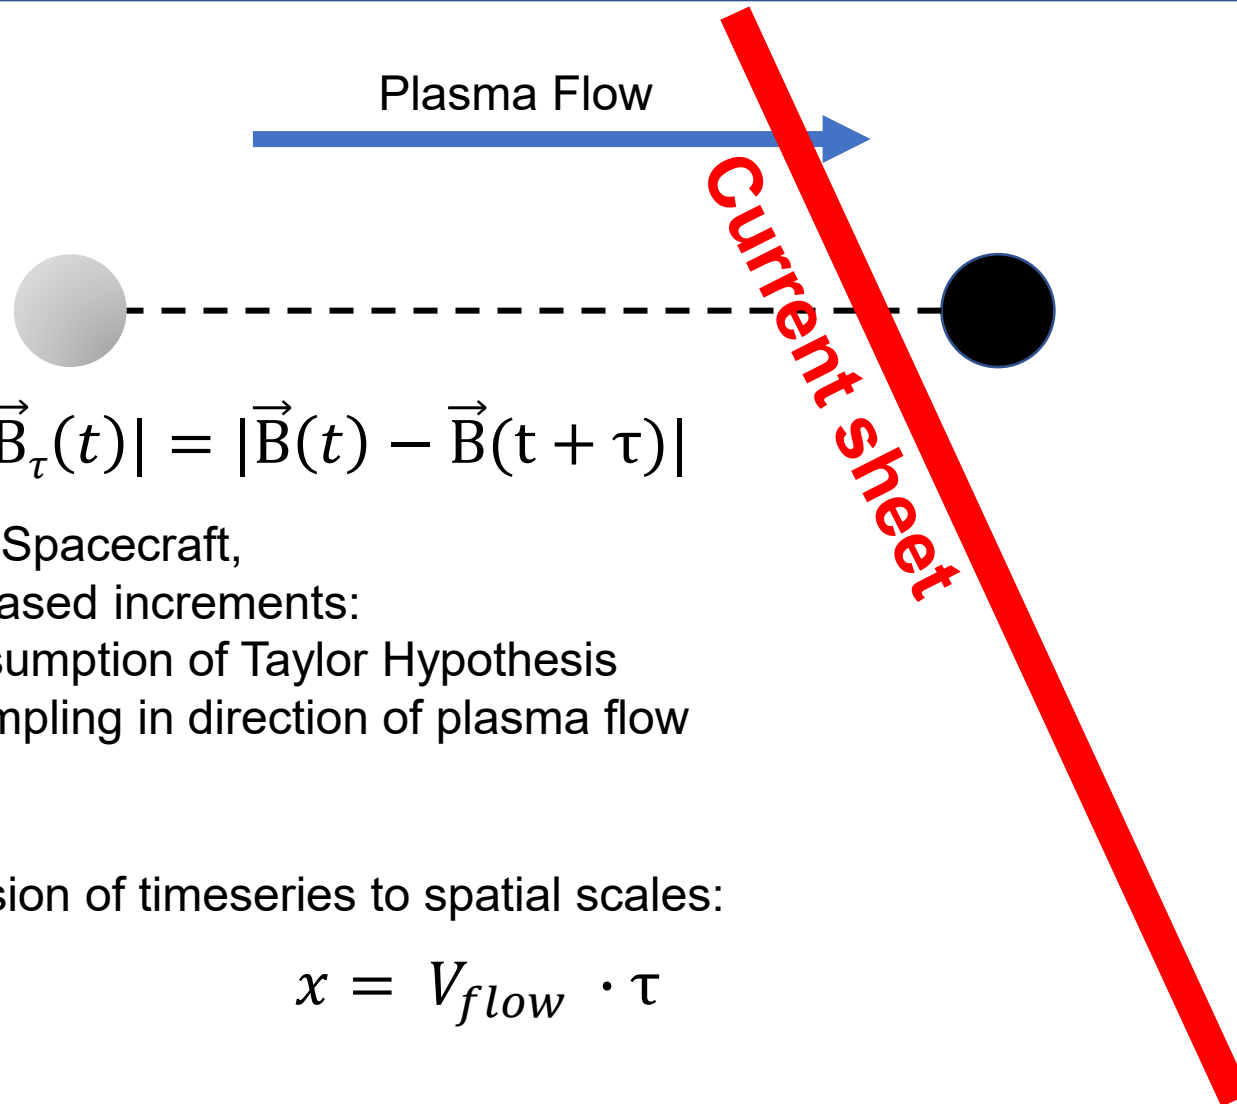 Plasma Flow
Current sheet
B⃗τ(t)| = |B⃗(t) − B⃗(t + τ)|
Spacecraft,
ased increments:
sumption of Taylor Hypothesis
mpling in direction of plasma flow
sion of timeseries to spatial scales:
x = Vflow · τ